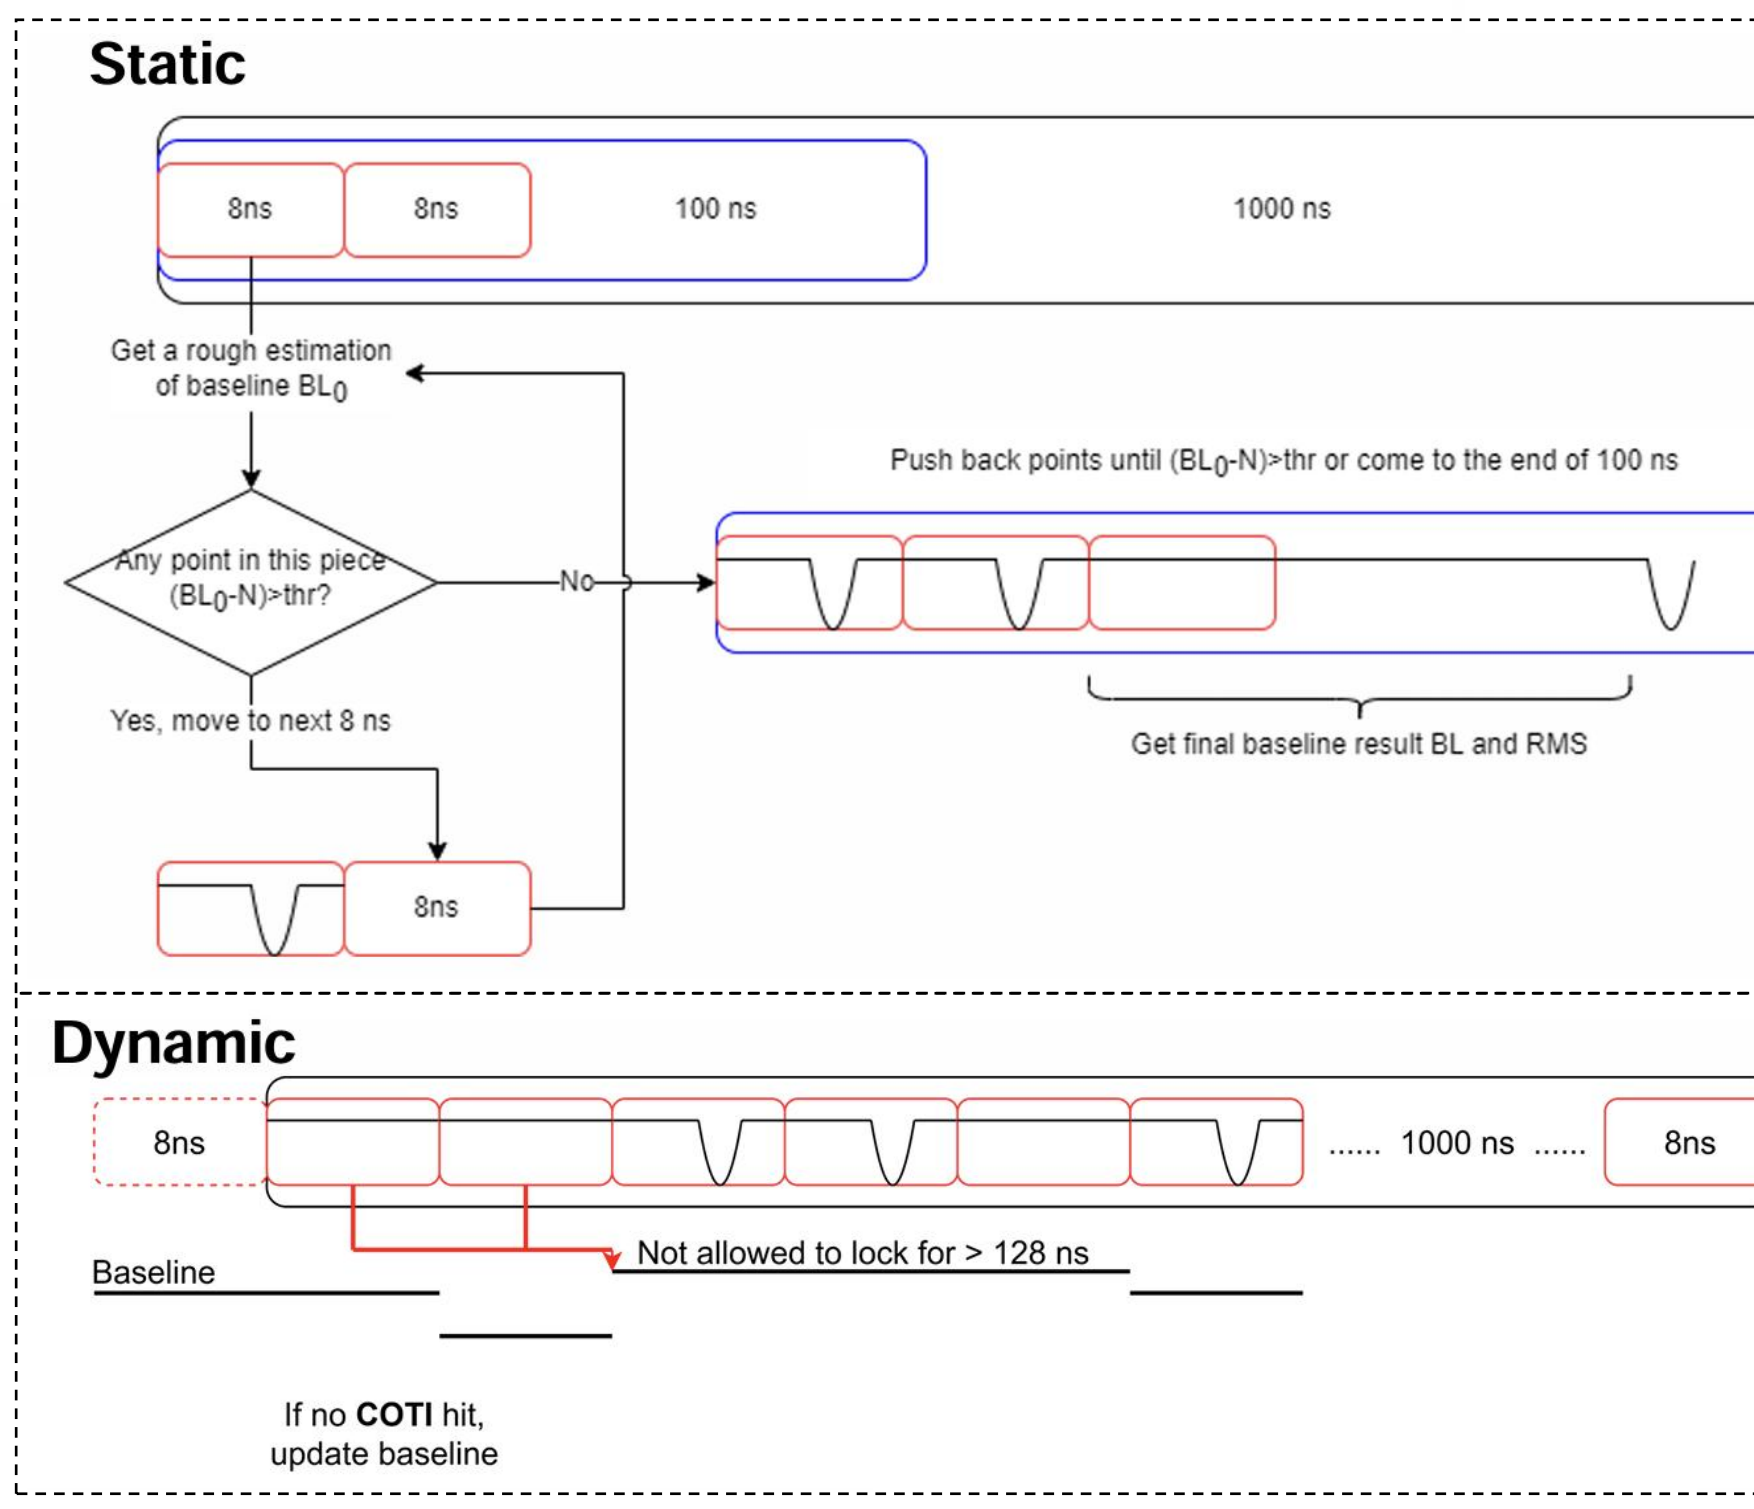 Static
8ns
8ns
100 ns
1000 ns
Get a rough estimation
of baseline BL0
Push back points until (BL0-N)>thr or come to the end of 100 ns
Any point in this piece
(BL0-N)>thr?
No
Yes, move to next 8 ns
Get final baseline result BL and RMS
8ns
Dynamic
8ns
...... 1000 ns ......
8ns
Not allowed to lock for > 128 ns
Baseline
If no COTI hit,
update baseline